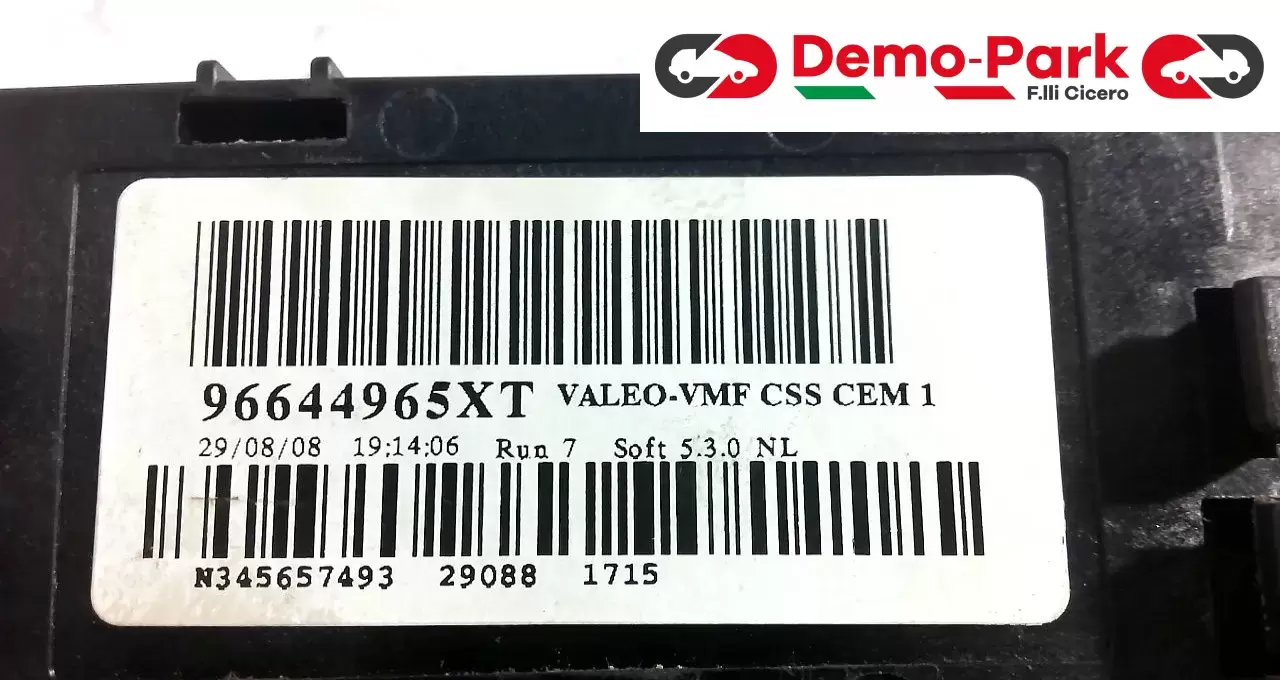 Demo-Park
F.lli Cicero
96644965XT VALEO-VMF CSS CEM 1
29/08/08 19:14:06 Run 7 Soft 5.3.0 NL
N345657493 29088 1715